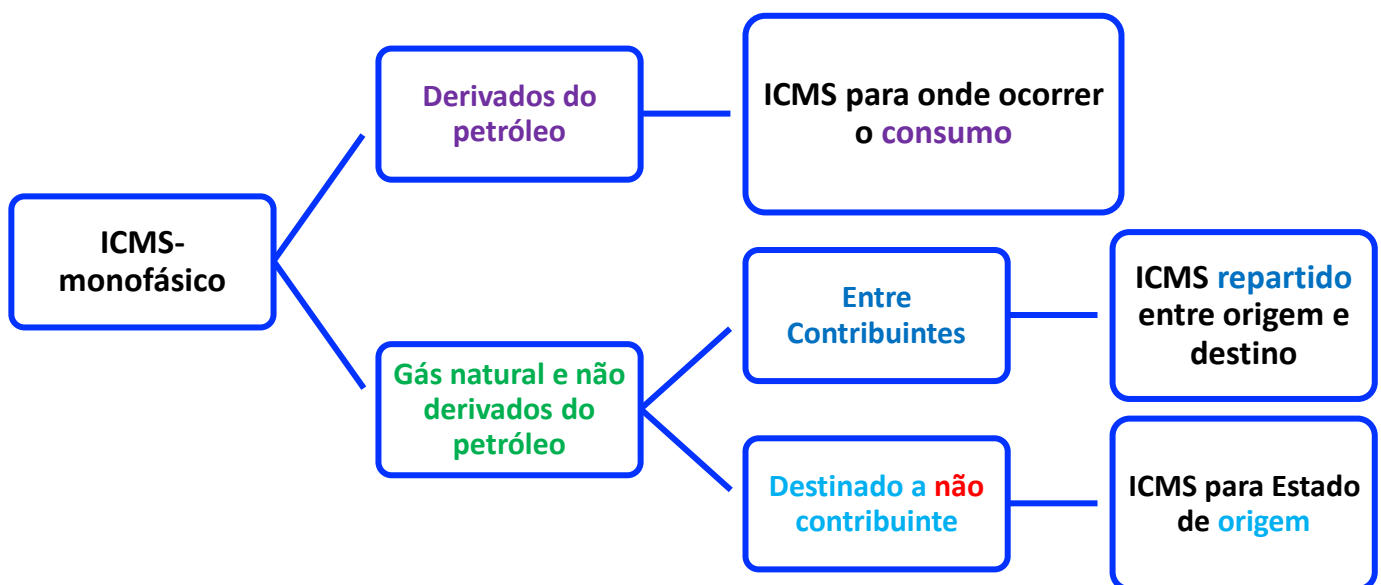 ICMS-
monofásico
Derivados do
petróleo
ICMS para onde ocorrer
o consumo
Gás natural e não
derivados do
petróleo
Entre
Contribuintes
ICMS repartido
entre origem e
destino
Destinado a não
contribuinte
ICMS para Estado
de origem